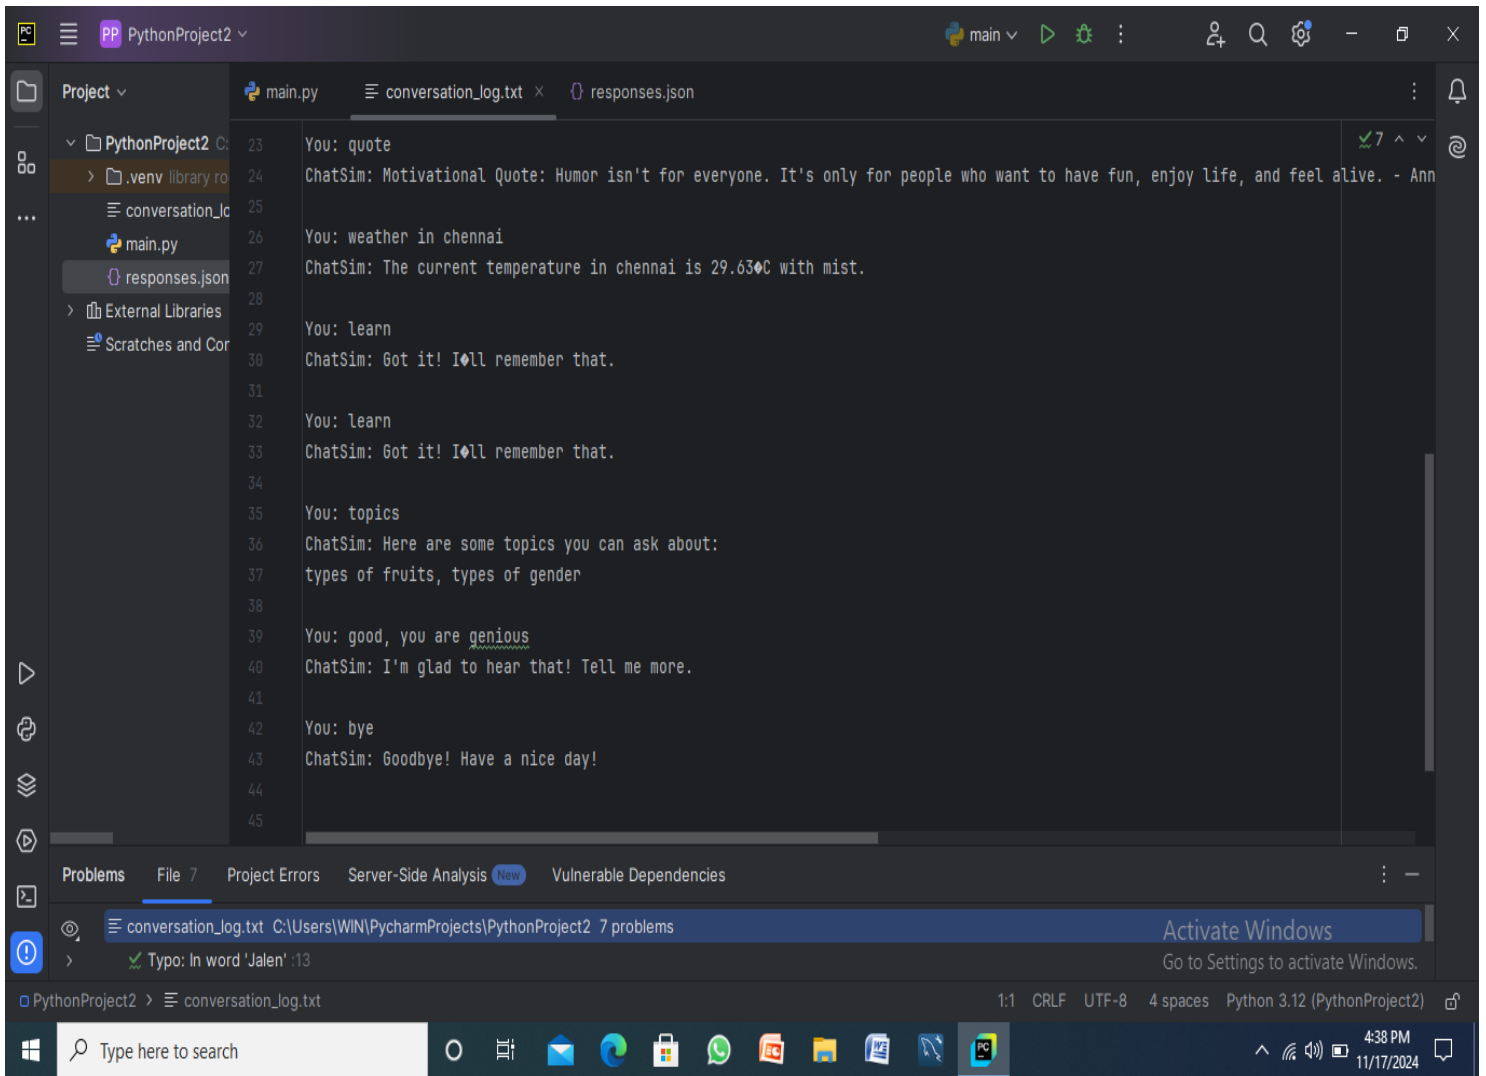 PC
PP PythonProject2
main
Project
main.py
conversation_log.txt
responses.json
PythonProject2 C:
.venv library ro
conversation_lo
main.py
responses.json
External Libraries
Scratches and Cor
7
23 You: quote
24 ChatSim: Motivational Quote: Humor isn't for everyone. It's only for people who want to have fun, enjoy life, and feel alive. - Ann
25
26 You: weather in chennai
27 ChatSim: The current temperature in chennai is 29.63�C with mist.
28
29 You: learn
30 ChatSim: Got it! I�ll remember that.
31
32 You: learn
33 ChatSim: Got it! I�ll remember that.
34
35 You: topics
36 ChatSim: Here are some topics you can ask about:
37 types of fruits, types of gender
38
39 You: good, you are genious
40 ChatSim: I'm glad to hear that! Tell me more.
41
42 You: bye
43 ChatSim: Goodbye! Have a nice day!
44
45
Problems File 7 Project Errors Server-Side Analysis New Vulnerable Dependencies
conversation_log.txt C:\Users\WIN\PycharmProjects\PythonProject2 7 problems
Typo: In word 'Jalen' :13
Activate Windows
Go to Settings to activate Windows.
PythonProject2 > conversation_log.txt 1:1 CRLF UTF-8 4 spaces Python 3.12 (PythonProject2)
Type here to search
4:38 PM
11/17/2024